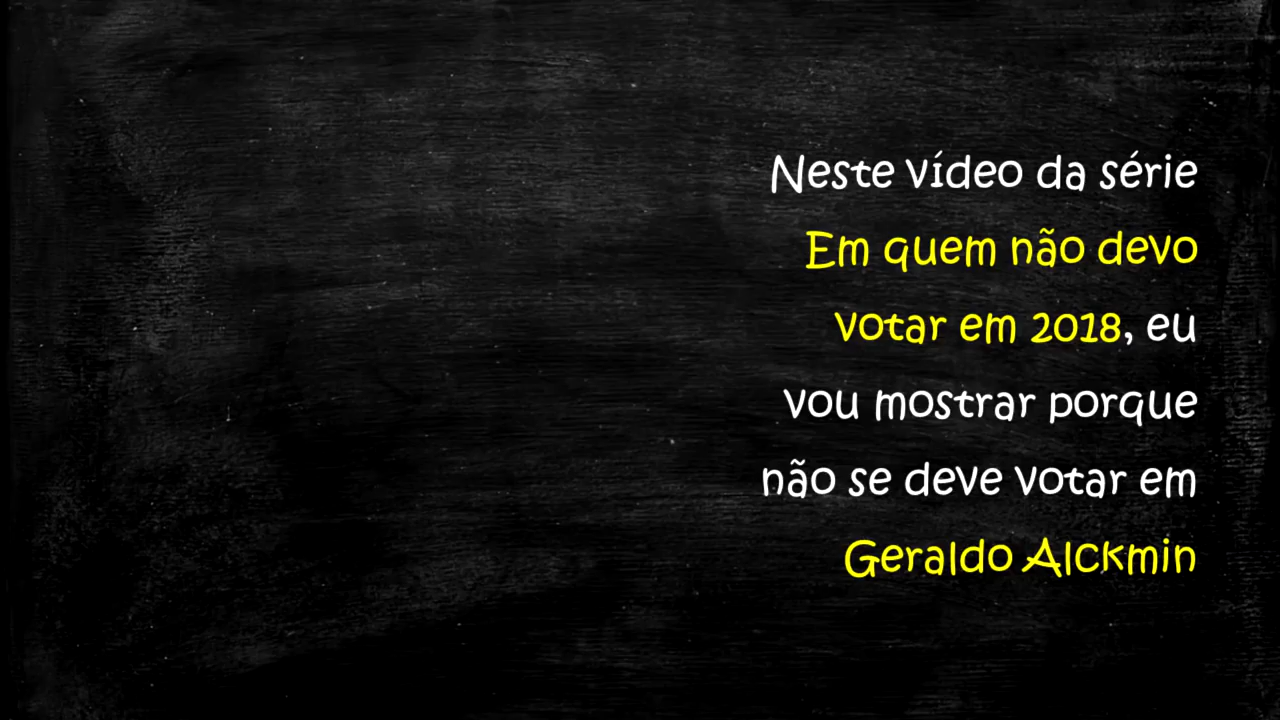 Neste vídeo da série
Em quem não devo
votar em 2018, eu
vou mostrar porque
não se deve votar em
Geraldo Alckmin